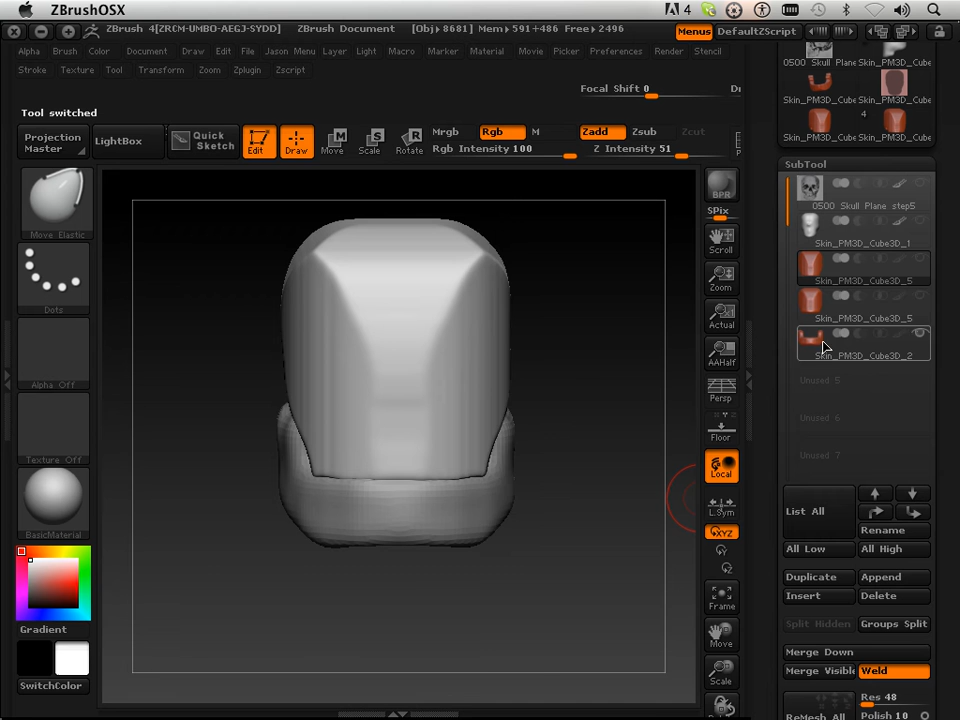 ZBrushOSX
4
ZBrush 4[ZRCM-UMBO-AEGJ-SYDD] ZBrush Document [Obj+8681] Mem+591+486 Free+2496 Menus DefaultZScript
Alpha Brush Color Document Draw Edit File Jason Menu Layer Light Macro Marker Material Movie Picker Preferences Render Stencil
Stroke Texture Tool Transform Zoom Zplugin Zscript
0500 Skull Plane Skin_PM3D_Cube
Skin_PM3D_Cube
4
Skin_PM3D_Cube Skin_PM3D_Cube
Focal Shift 0
Tool switched
Projection Master
LightBox
Quick Sketch
Edit
Draw
Move
Scale
Rotate
Mrgb Rgb M
Rgb Intensity 100
Zadd Zsub Zcut
Z Intensity 51
SubTool
0500 Skull Plane step5
Skin_PM3D_Cube3D_1
Skin_PM3D_Cube3D_5
Skin_PM3D_Cube3D_5
Skin_PM3D_Cube3D_2
Unused 5
Unused 6
Unused 7
List All
Rename
All Low All High
Duplicate Append
Insert Delete
Split Hidden Groups Split
Merge Down
Merge Visible Weld
ReMesh All
Res 48
Polish 10
Move Elastic
Dots
Alpha Off
Texture Off
BasicMaterial
Gradient
SwitchColor
BPR
SPix
Scroll
Zoom
Actual
AAHalf
Persp
Floor
Local
L.Sym
XYZ
Frame
Move
Scale